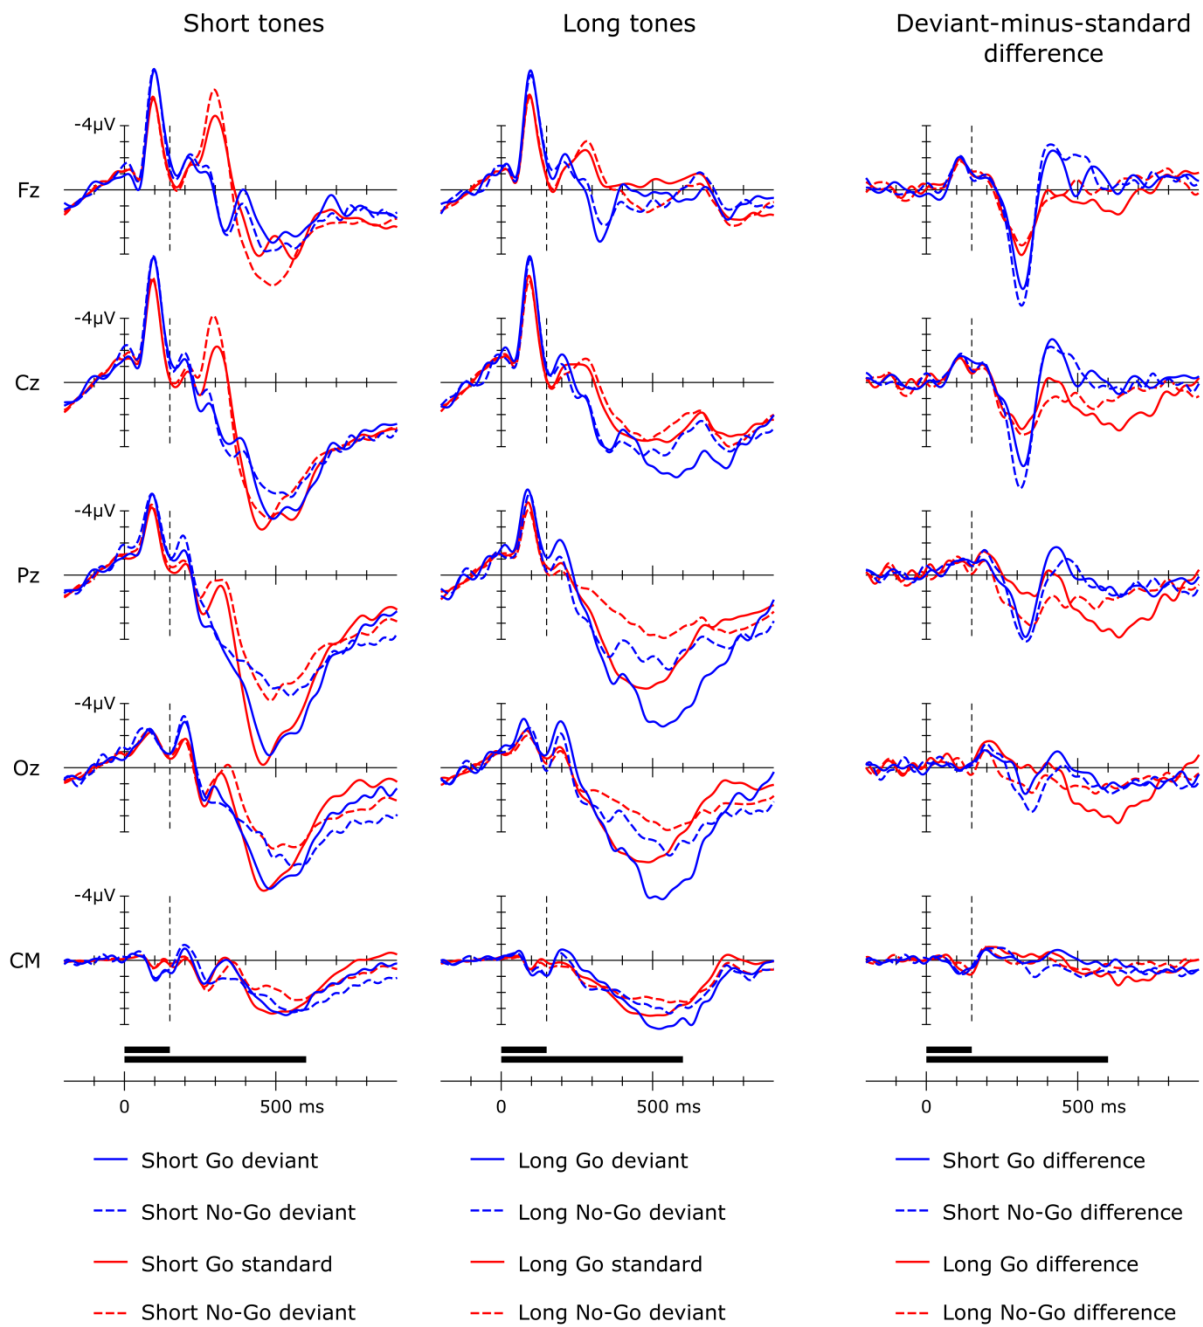 Short tones
Long tones
Deviant-minus-standard
difference
-4µV
Fz
-4µV
Cz
-4µV
Pz
-4µV
Oz
-4µV
CM
0
500 ms
0
500 ms
0
500 ms
Short Go deviant
Long Go deviant
Short Go difference
Short No-Go deviant
Long No-Go deviant
Short No-Go difference
Short Go standard
Long Go standard
Long Go difference
Short No-Go deviant
Long No-Go deviant
Long No-Go difference